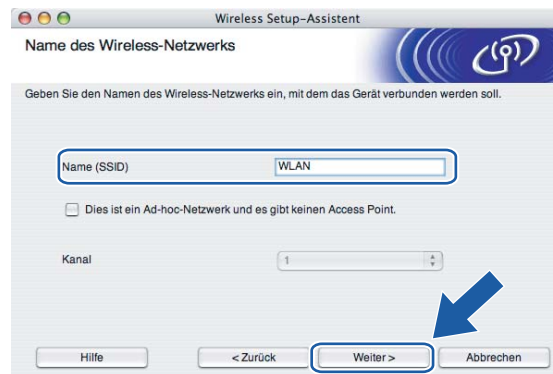 Wireless Setup-Assistent
Name des Wireless-Netzwerks
Geben Sie den Namen des Wireless-Netzwerks ein, mit dem das Gerät verbunden werden soll.
Name (SSID) WLAN
Dies ist ein Ad-hoc-Netzwerk und es gibt keinen Access Point.
Kanal 1
Hilfe < Zurück Weiter > Abbrechen